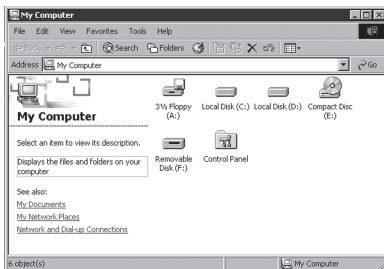 My Computer
File Edit View Favorites Tools Help
Back Search Folders
Address My Computer Go
My Computer
Select an item to view its description.
Displays the files and folders on your
computer
See also:
My Documents
My Network Places
Network and Dial-up Connections
3½ Floppy
(A:)
Local Disk (C:)
Local Disk (D:)
Compact Disc
(E:)
Removable
Disk (F:)
Control Panel
6 object(s) My Computer